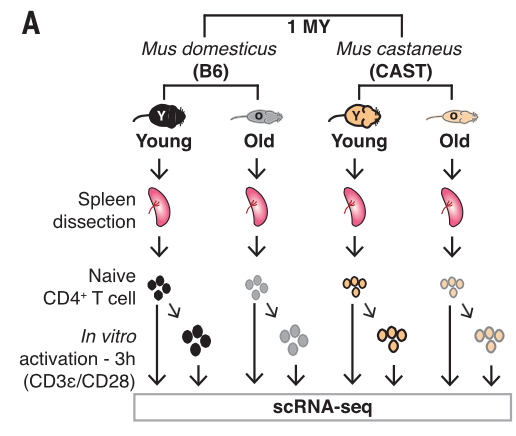 A
1 MY
Mus domesticus
(B6)
Mus castaneus
(CAST)
Y
O
Y
O
Young
Old
Young
Old
Spleen
dissection
Naive
CD4⁺ T cell
In vitro
activation - 3h
(CD3ε/CD28)
scRNA-seq